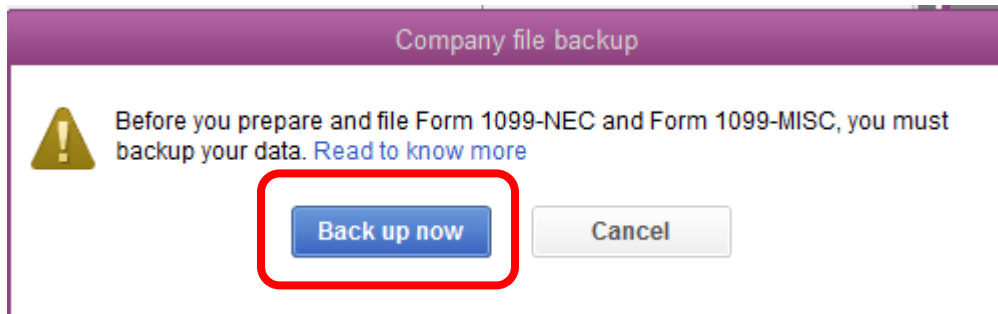 Company file backup
Before you prepare and file Form 1099-NEC and Form 1099-MISC, you must
backup your data. Read to know more
Back up now
Cancel